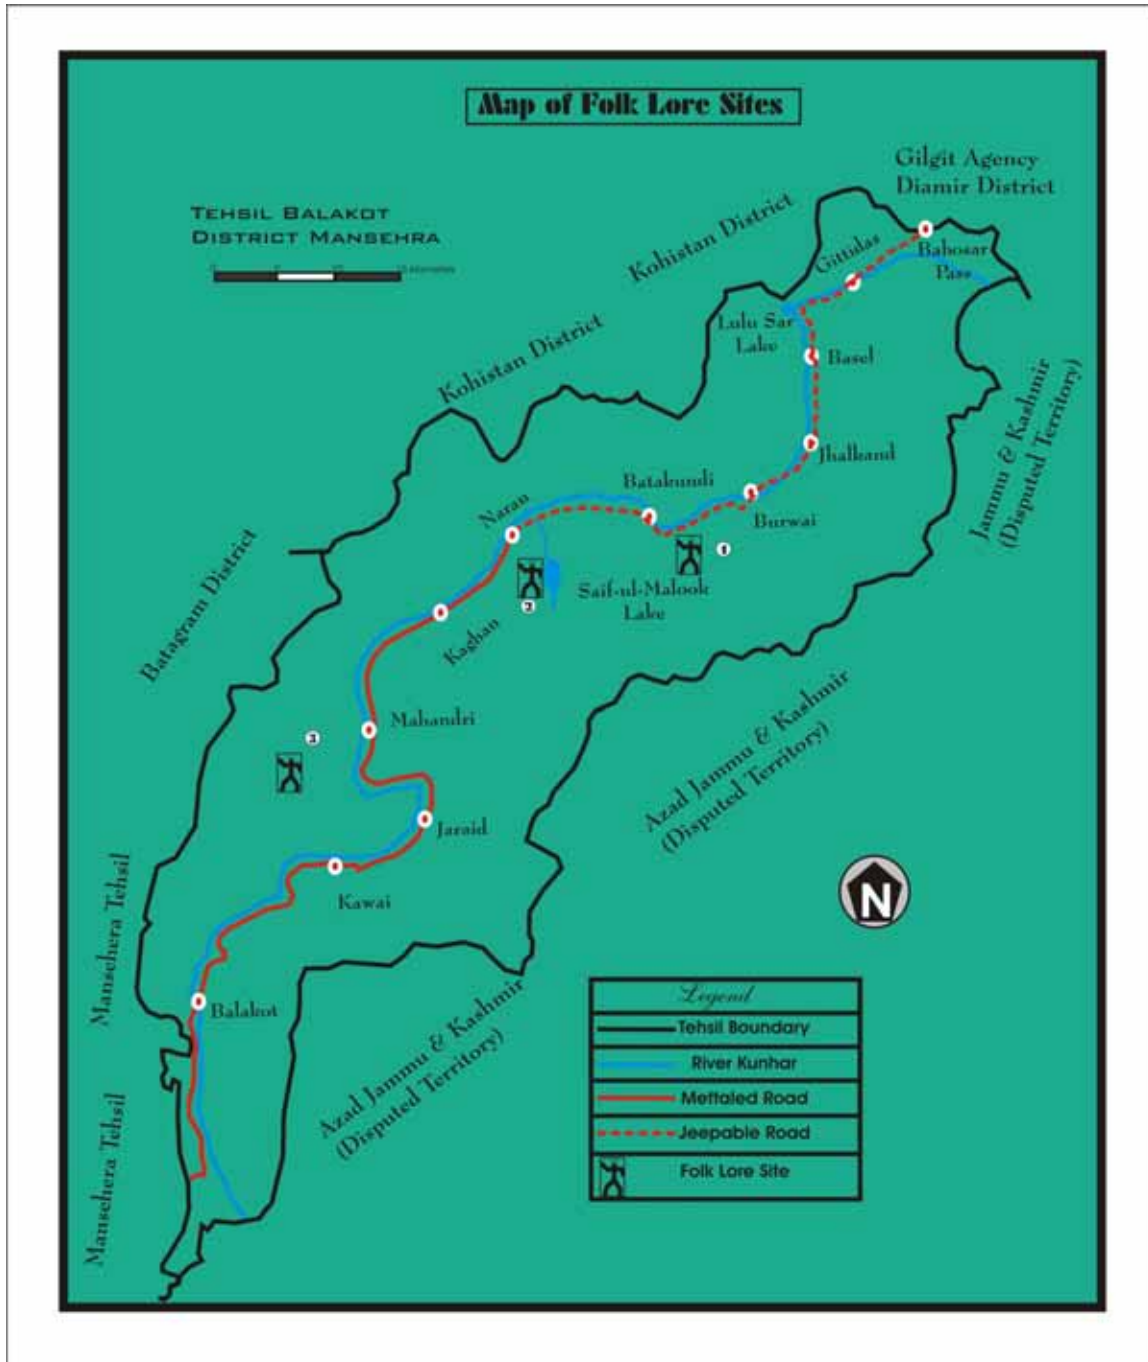 Map of Folk Lore Sites
Gilgit Agency
Diamir District
TEHSIL BALAKOT
DISTRICT MANSEHRA
Kohistan District
Gittidas
Babosar
Pass
Lulu Sar
Lake
Basel
Kohistan District
Jammu & Kashmir
(Disputed Territory)
Jhalkand
Batakundi
Burwai
Naran
1
Saif-ul-Malook
Lake
2
Kaghan
Batagram District
Mahandri
3
Azad Jammu & Kashmir
(Disputed Territory)
Jaraid
Kawai
Mansehera Tehsil
N
Balakot
Azad Jammu & Kashmir
(Disputed Territory)
Mansehera Tehsil
Legend
Tehsil Boundary
River Kunhar
Mettaled Road
Jeepable Road
Folk Lore Site